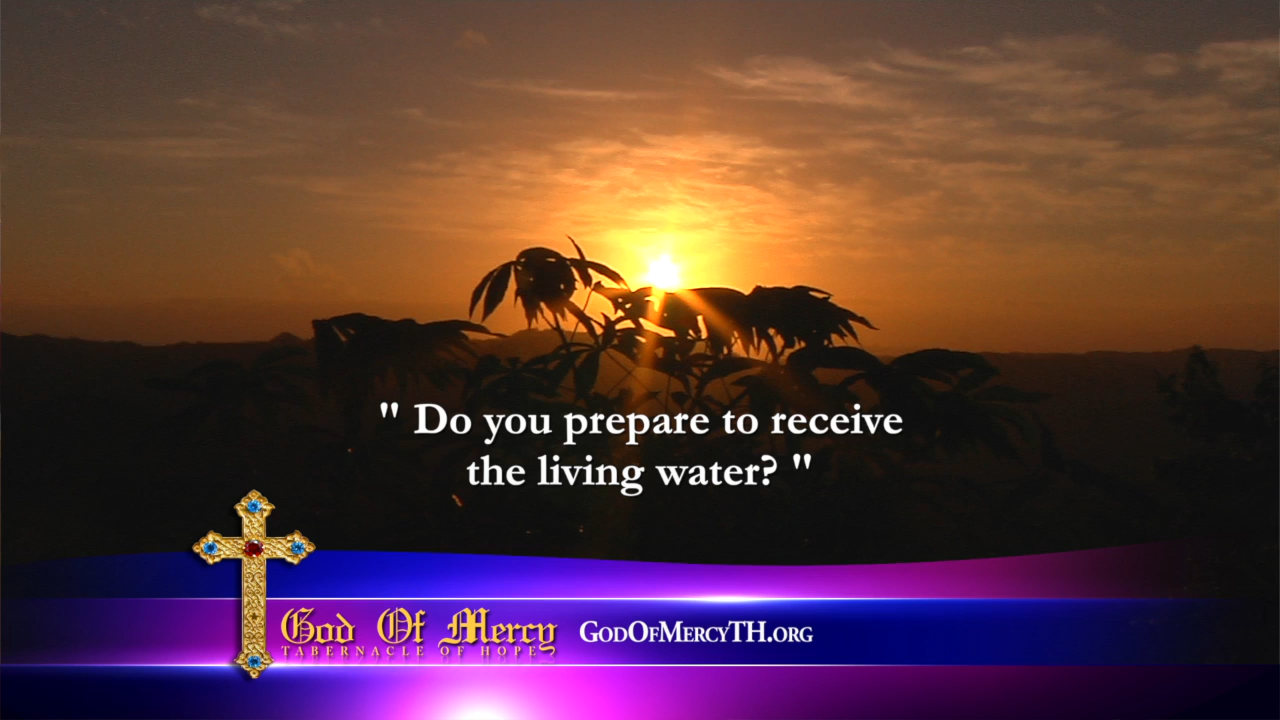 " Do you prepare to receive
the living water? "
God Of Mercy
TABERNACLE OF HOPE
GODOFMERCYTH.ORG